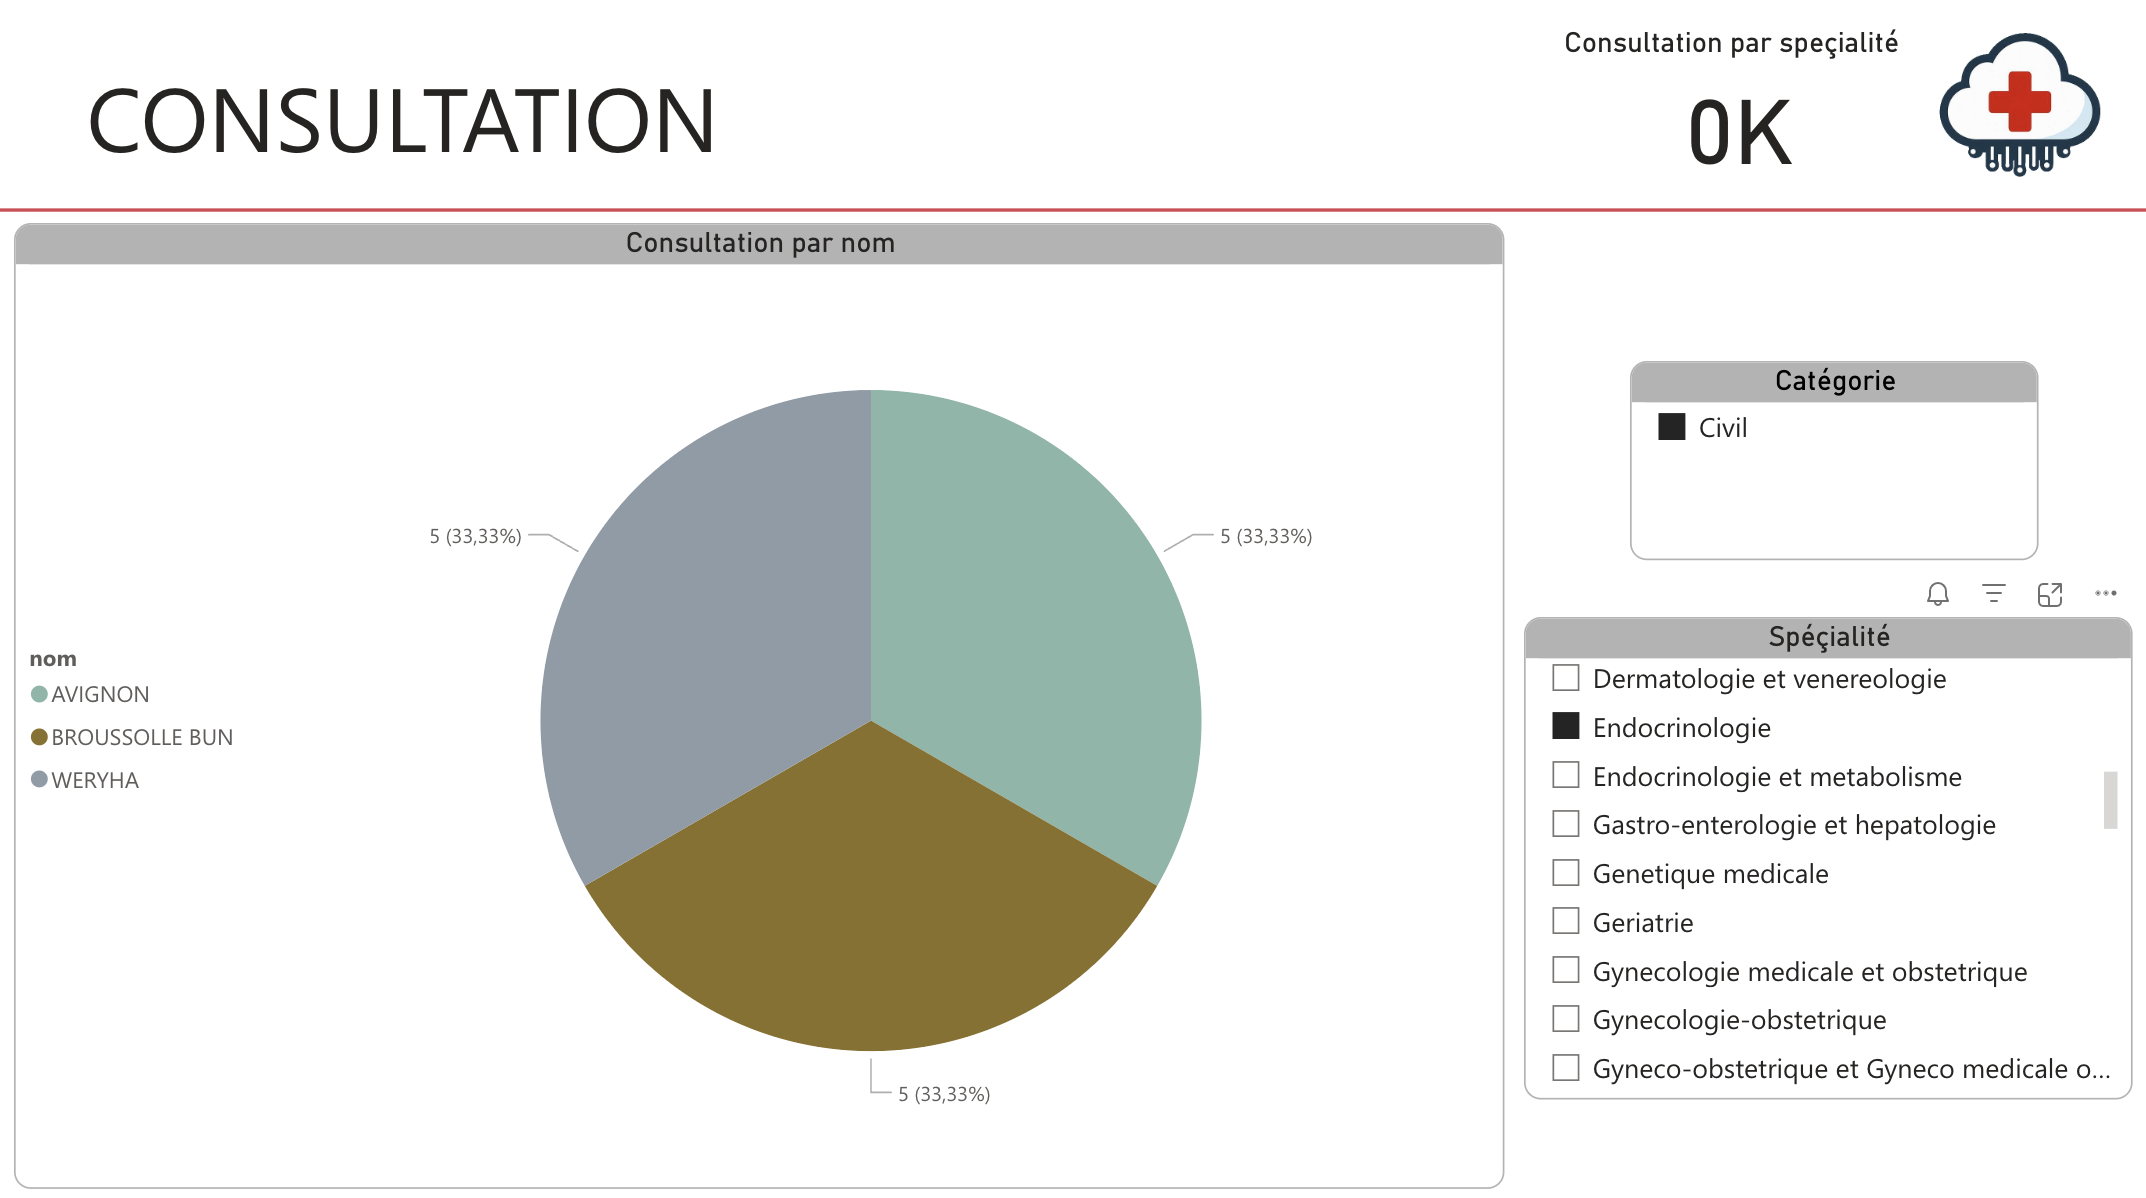 Consultation par speçialité
CONSULTATION
0K
Consultation par nom
5 (33,33%)
5 (33,33%)
5 (33,33%)
nom
AVIGNON
BROUSSOLLE BUN
WERYHA
Catégorie
Civil
Spéçialité
Dermatologie et venereologie
Endocrinologie
Endocrinologie et metabolisme
Gastro-enterologie et hepatologie
Genetique medicale
Geriatrie
Gynecologie medicale et obstetrique
Gynecologie-obstetrique
Gyneco-obstetrique et Gyneco medicale o...